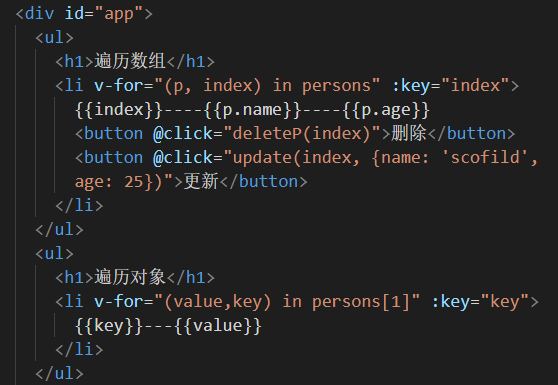 <div id="app">
<ul>
<h1>遍历数组</h1>
<li v-for="(p, index) in persons" :key="index">
{{index}}----{{p.name}}----{{p.age}}
<button @click="deleteP(index)">删除</button>
<button @click="update(index, {name: 'scofild',
age: 25})">更新</button>
</li>
</ul>
<ul>
<h1>遍历对象</h1>
<li v-for="(value,key) in persons[1]" :key="key">
{{key}}---{{value}}
</li>
</ul>